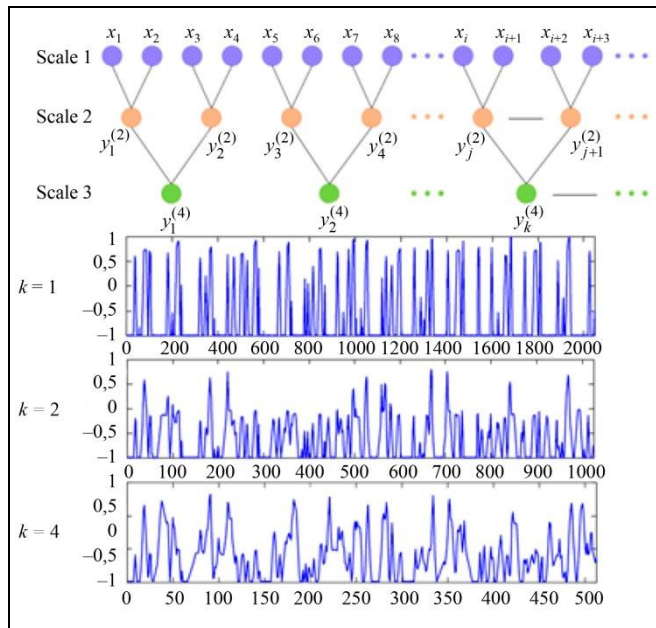 x₁ x₂ x₃ x₄ x₅ x₆ x₇ x₈ xᵢ xᵢ₊₁ xᵢ₊₂ xᵢ₊₃
Scale 1
Scale 2
y₁⁽²⁾ y₂⁽²⁾ y₃⁽²⁾ y₄⁽²⁾ yⱼ⁽²⁾ yⱼ₊₁⁽²⁾
Scale 3
y₁⁽⁴⁾ y₂⁽⁴⁾ yₖ⁽⁴⁾
1
0,5
k = 1
0
–0,5
–1
0 200 400 600 800 1000 1200 1400 1600 1800 2000
1
0,5
k = 2
0
–0,5
–1
0 100 200 300 400 500 600 700 800 900 1000
1
0,5
k = 4
0
–0,5
–1
0 50 100 150 200 250 300 350 400 450 500